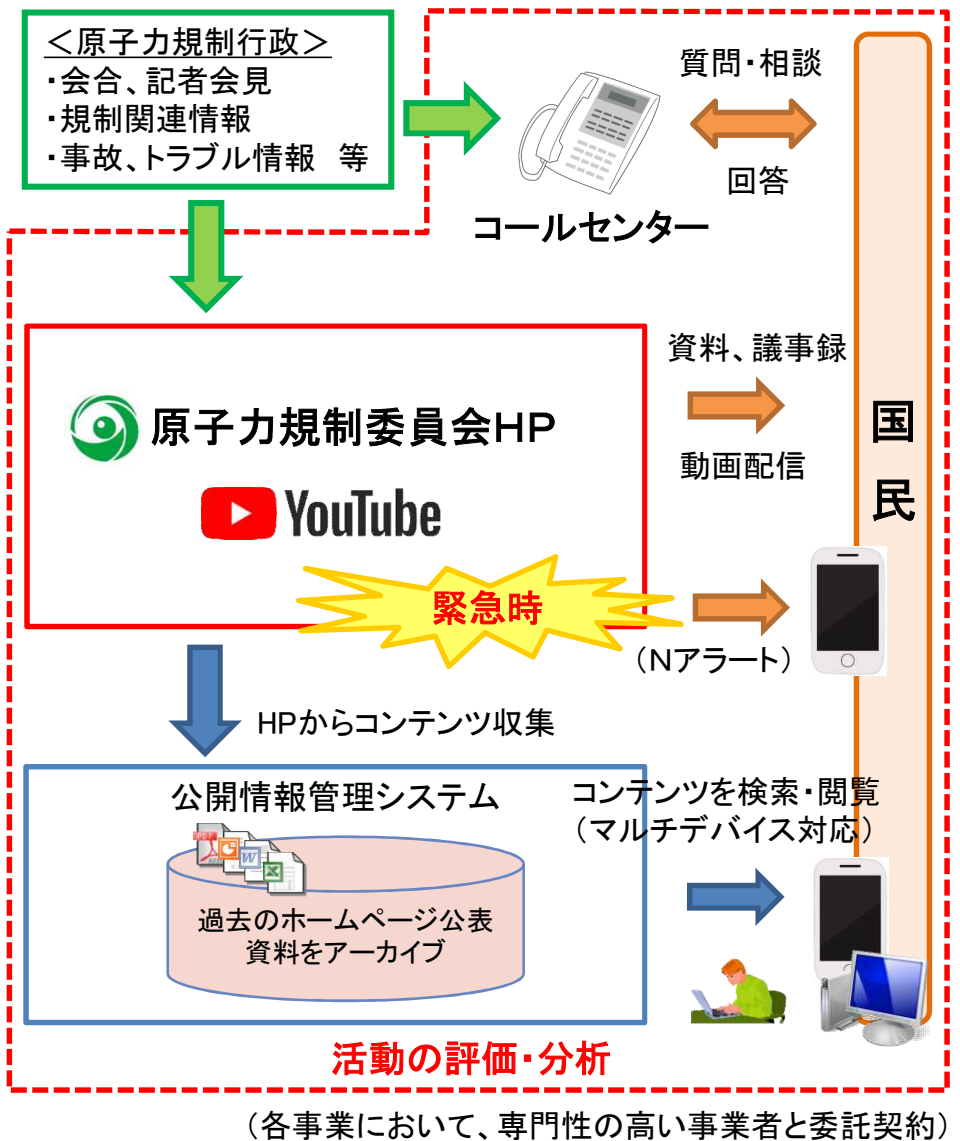 ＜原子力規制行政＞
・会合、記者会見
・規制関連情報
・事故、トラブル情報　等
質問・相談
回答
コールセンター
国民
原子力規制委員会HP
YouTube
資料、議事録
動画配信
緊急時
（Nアラート）
HPからコンテンツ収集
公開情報管理システム
PDF
P
W
X
過去のホームページ公表
資料をアーカイブ
コンテンツを検索・閲覧
（マルチデバイス対応）
活動の評価・分析
（各事業において、専門性の高い事業者と委託契約）